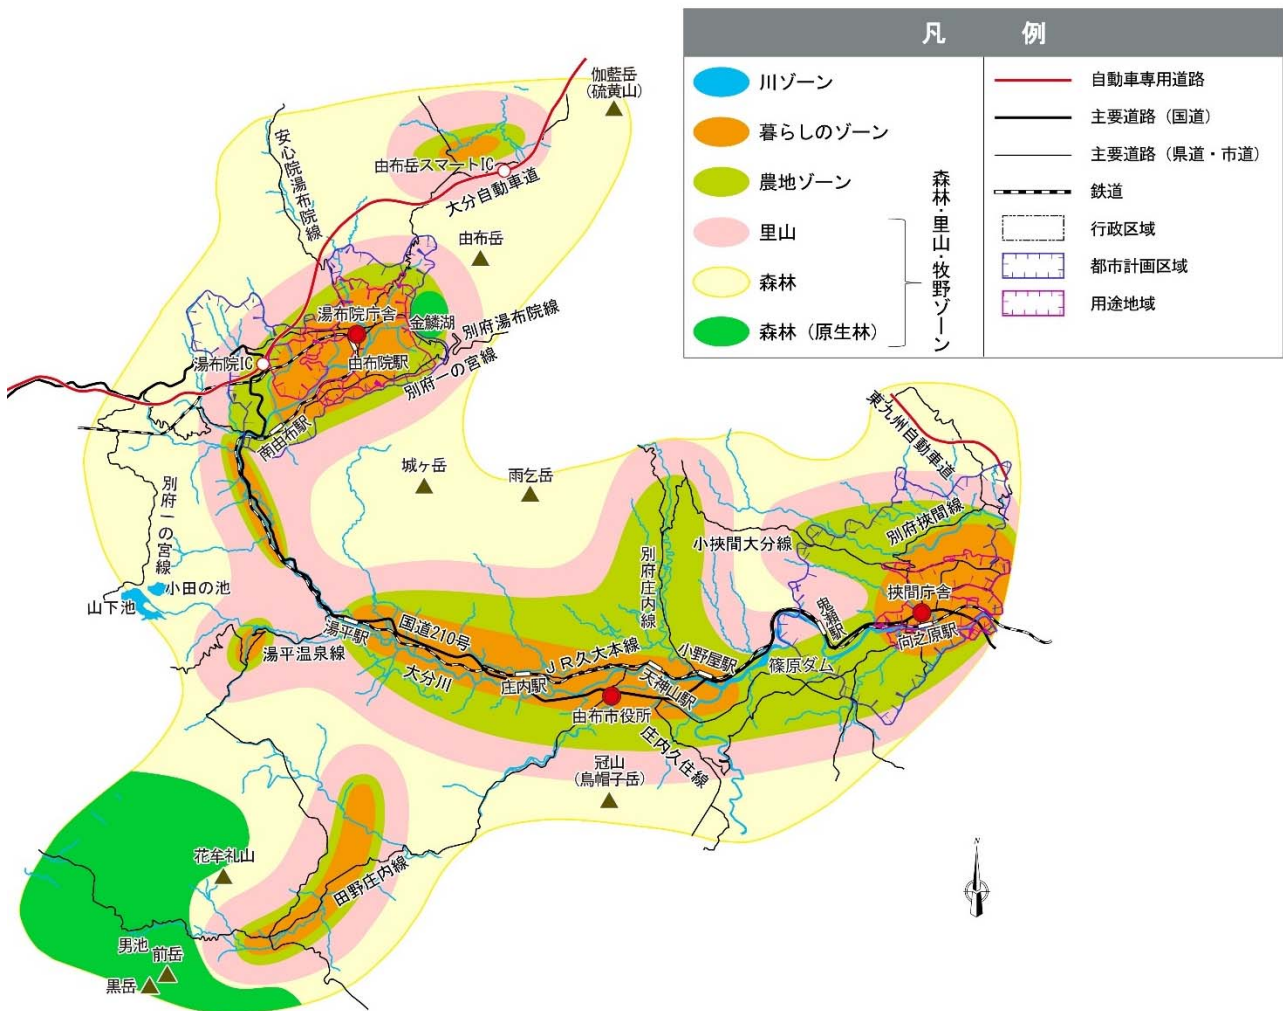 凡 例
川ゾーン
暮らしのゾーン
農地ゾーン
里山
森林
森林（原生林）
森林・里山・牧野ゾーン
自動車専用道路
主要道路（国道）
主要道路（県道・市道）
鉄道
行政区域
都市計画区域
用途地域
伽藍岳
（硫黄山）
安心院湯布院線
由布岳スマートIC
大分自動車道
由布岳
湯布院庁舎
金鱗湖
別府湯布院線
湯布院IC
由布院駅
別府一の宮線
南由布駅
東九州自動車道
城ヶ岳
雨乞岳
別府一の宮線
別府挾間線
小挾間大分線
別府庄内線
小田の池
山下池
挾間庁舎
鬼瀬駅
向之原駅
湯平駅
国道210号
湯平温泉線
JR久大本線
小野屋駅
篠原ダム
大分川
庄内駅
天神山駅
由布市役所
庄内久住線
冠山
（烏帽子岳）
花牟礼山
田野庄内線
男池
前岳
黒岳
N